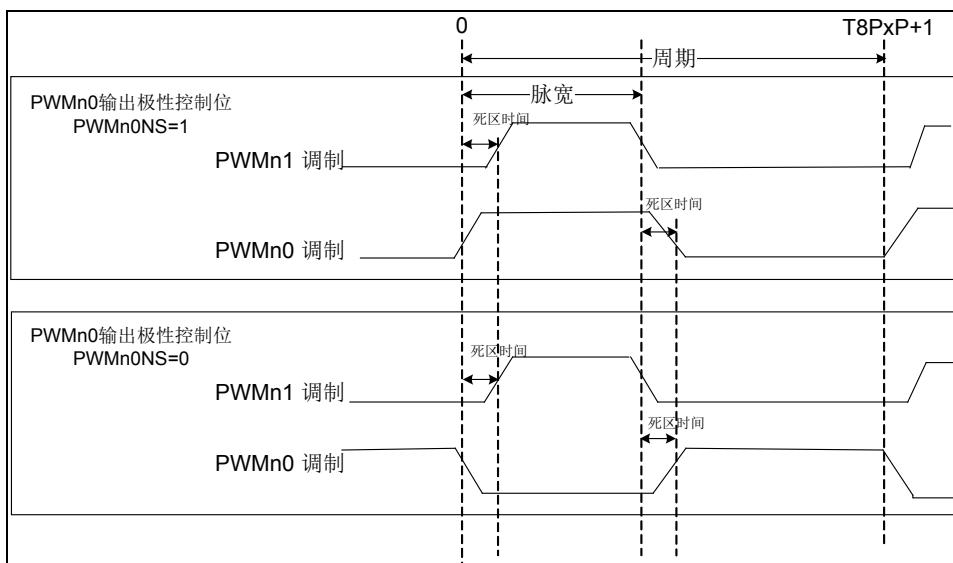 0
T8PxP+1
周期
PWMn0输出极性控制位
PWMn0NS=1
脉宽
死区时间
PWMn1 调制
死区时间
PWMn0 调制
PWMn0输出极性控制位
PWMn0NS=0
死区时间
PWMn1 调制
死区时间
PWMn0 调制